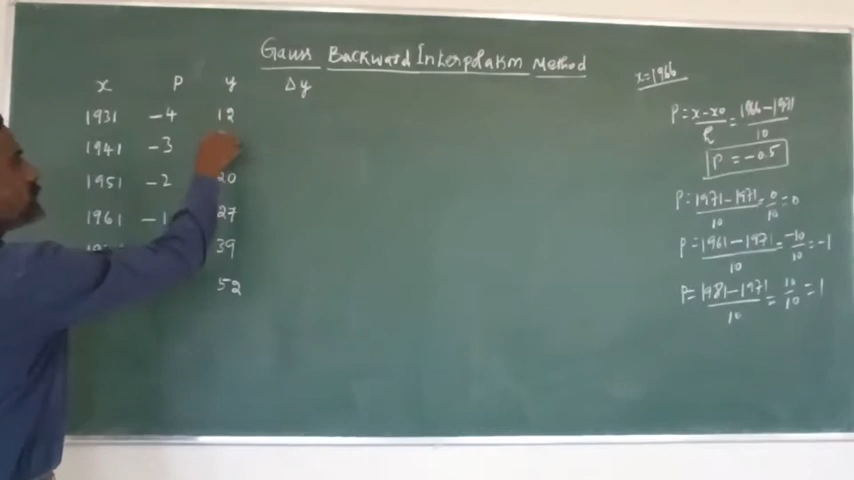 Gauss Backward Interpolakm Method
x P y Δy
1931 -4 12
1941 -3
1951 -2 20
1961 -1 27
39
52
x=1966
P = x-x0/h = 1966-1971/10
P = -0.5
P = 1971-1971/10 = 0/10 = 0
P = 1961-1971/10 = -10/10 = -1
P = 1981-1971/10 = 10/10 = 1